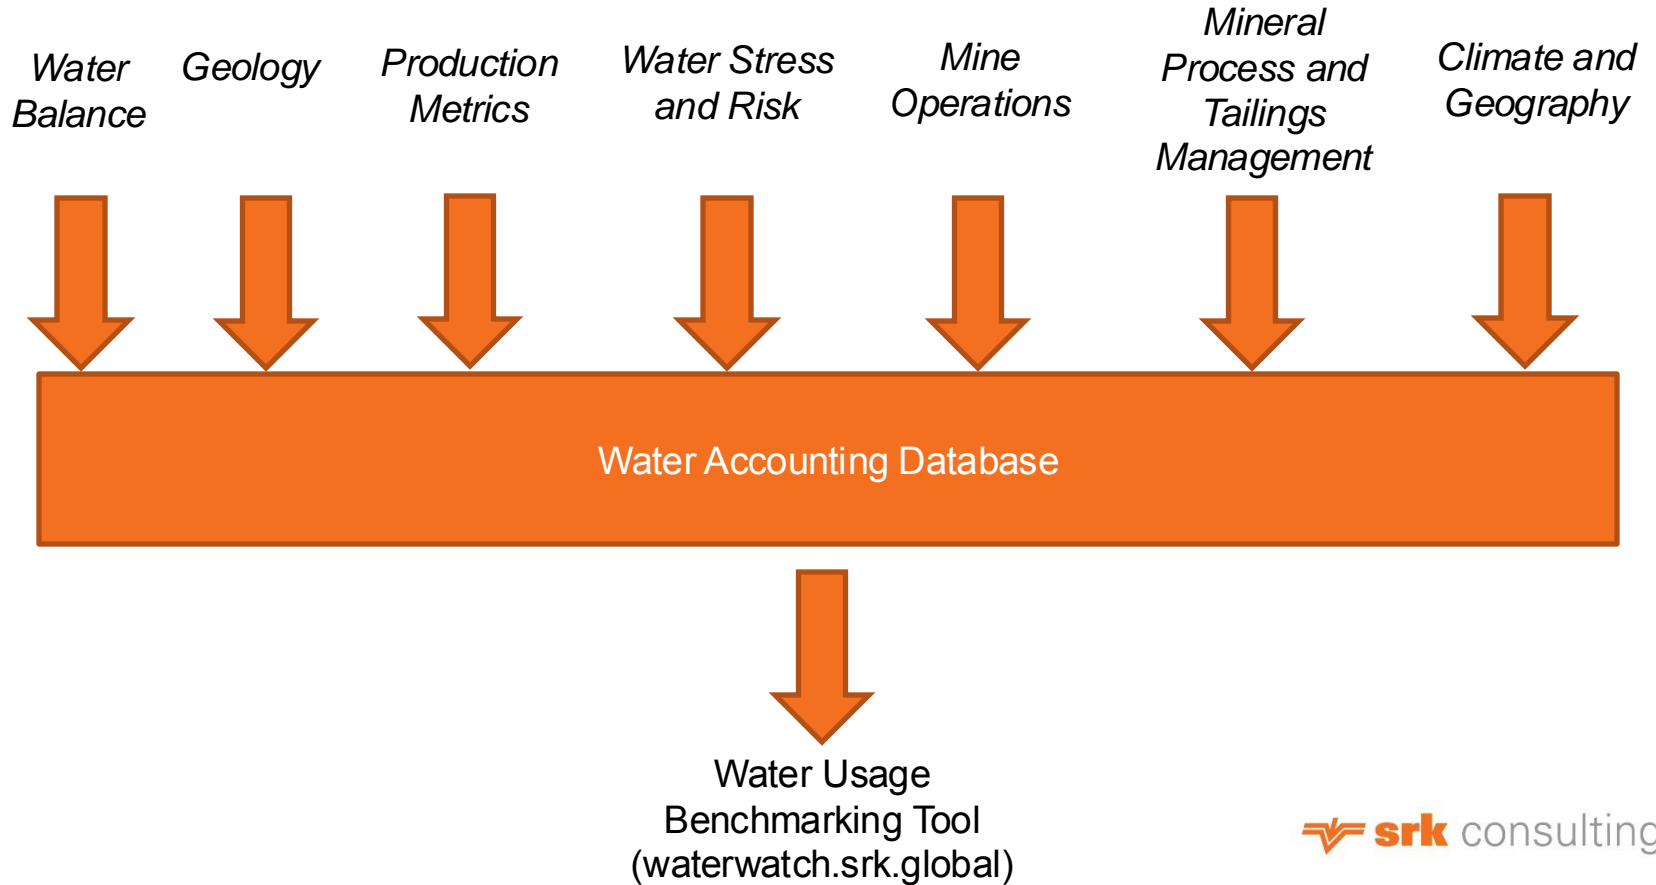 Water
Balance
Geology
Production
Metrics
Water Stress
and Risk
Mine
Operations
Mineral
Process and
Tailings
Management
Climate and
Geography
Water Accounting Database
Water Usage
Benchmarking Tool
(waterwatch.srk.global)
srk consulting